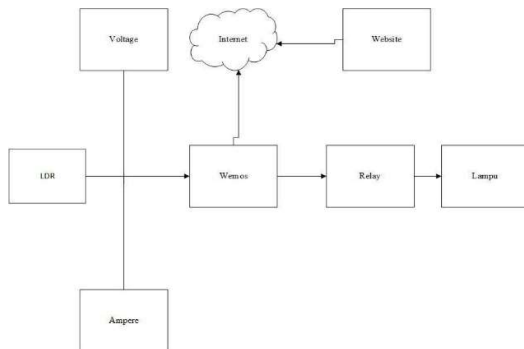 Voltage
Internet
Website
LDR
Wemos
Relay
Lampu
Ampere